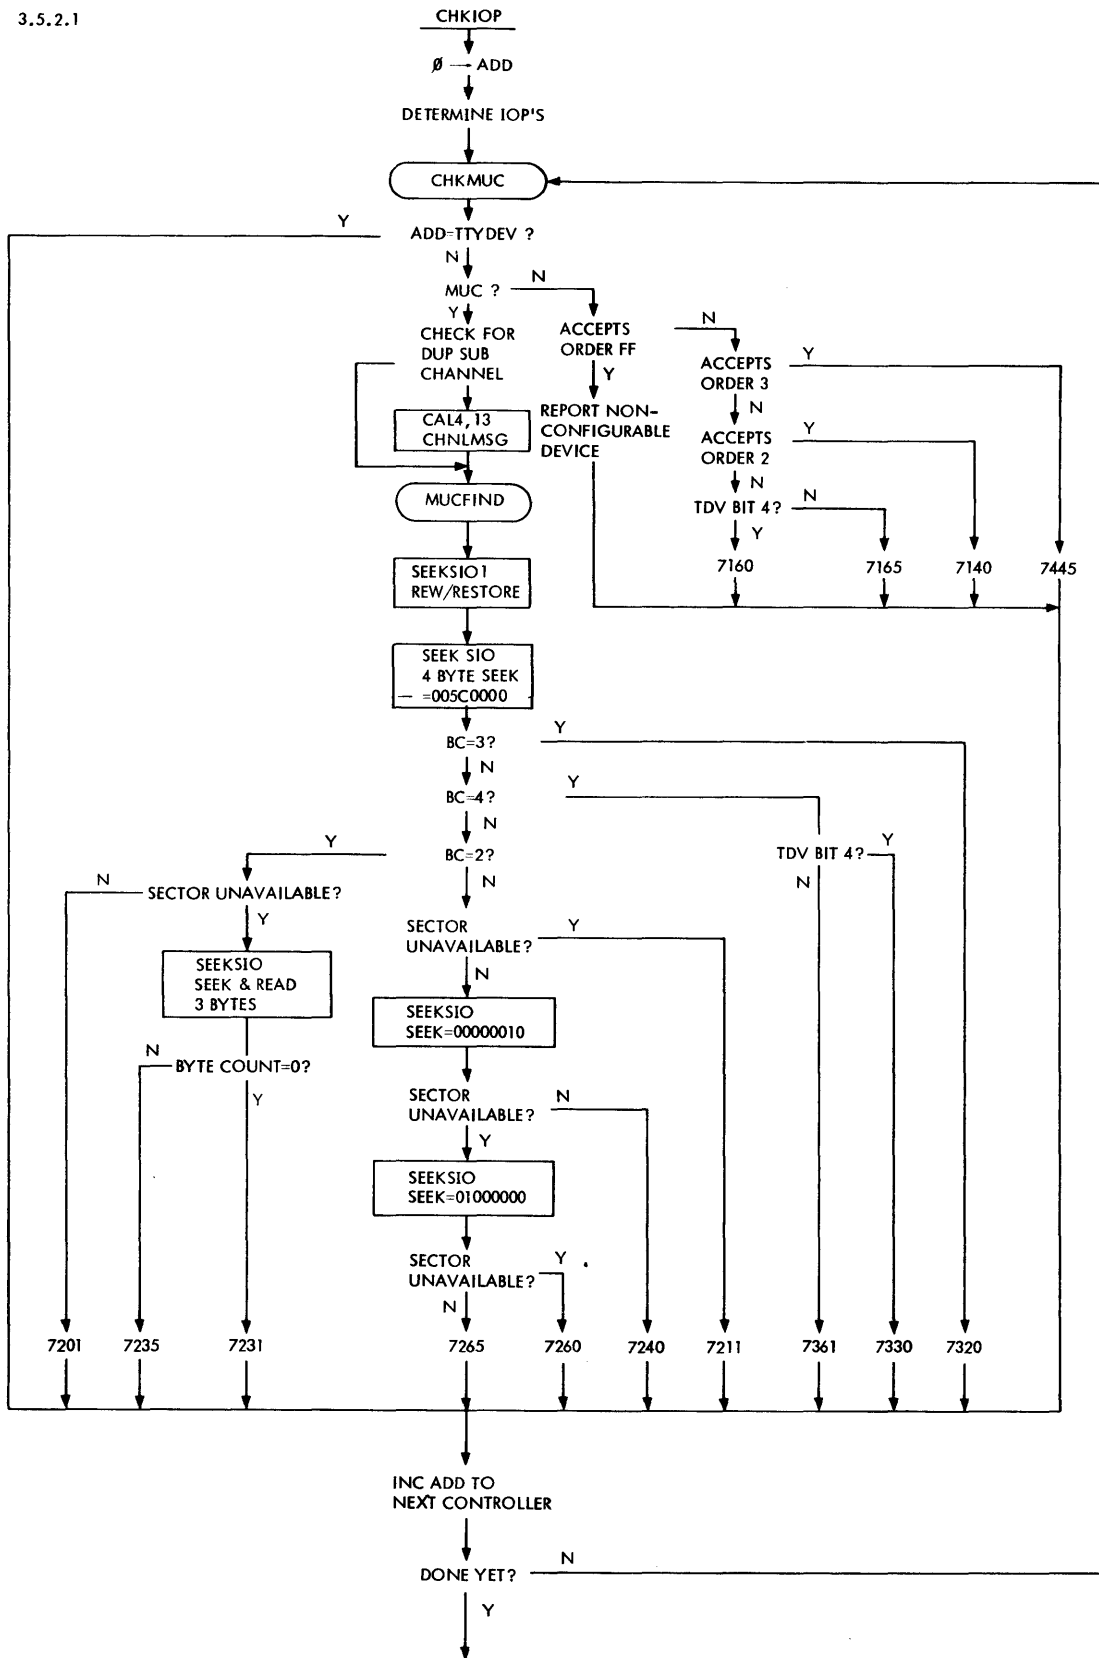 3.5.2.1
CHKIOP
Ø → ADD
DETERMINE IOP'S
CHKMUC
Y
ADD=TTYDEV ?
N
MUC ?
N
Y
CHECK FOR
DUP SUB
CHANNEL
ACCEPTS
ORDER FF
N
Y
ACCEPTS
ORDER 3
Y
N
CAL4,13
CHNLMSG
REPORT NON-
CONFIGURABLE
DEVICE
ACCEPTS
ORDER 2
Y
N
MUCFIND
TDV BIT 4?
N
Y
SEEKSIO1
REW/RESTORE
7160
7165
7140
7445
SEEK SIO
4 BYTE SEEK
=005C0000
BC=3?
Y
N
BC=4?
Y
N
Y
BC=2?
N
TDV BIT 4?
Y
N
N
SECTOR UNAVAILABLE?
Y
SECTOR
UNAVAILABLE?
Y
N
SEEKSIO
SEEK & READ
3 BYTES
SEEKSIO
SEEK=00000010
N
BYTE COUNT=0?
Y
SECTOR
UNAVAILABLE?
N
Y
SEEKSIO
SEEK=01000000
SECTOR
UNAVAILABLE?
Y
N
7201
7235
7231
7265
7260
7240
7211
7361
7330
7320
INC ADD TO
NEXT CONTROLLER
DONE YET?
N
Y